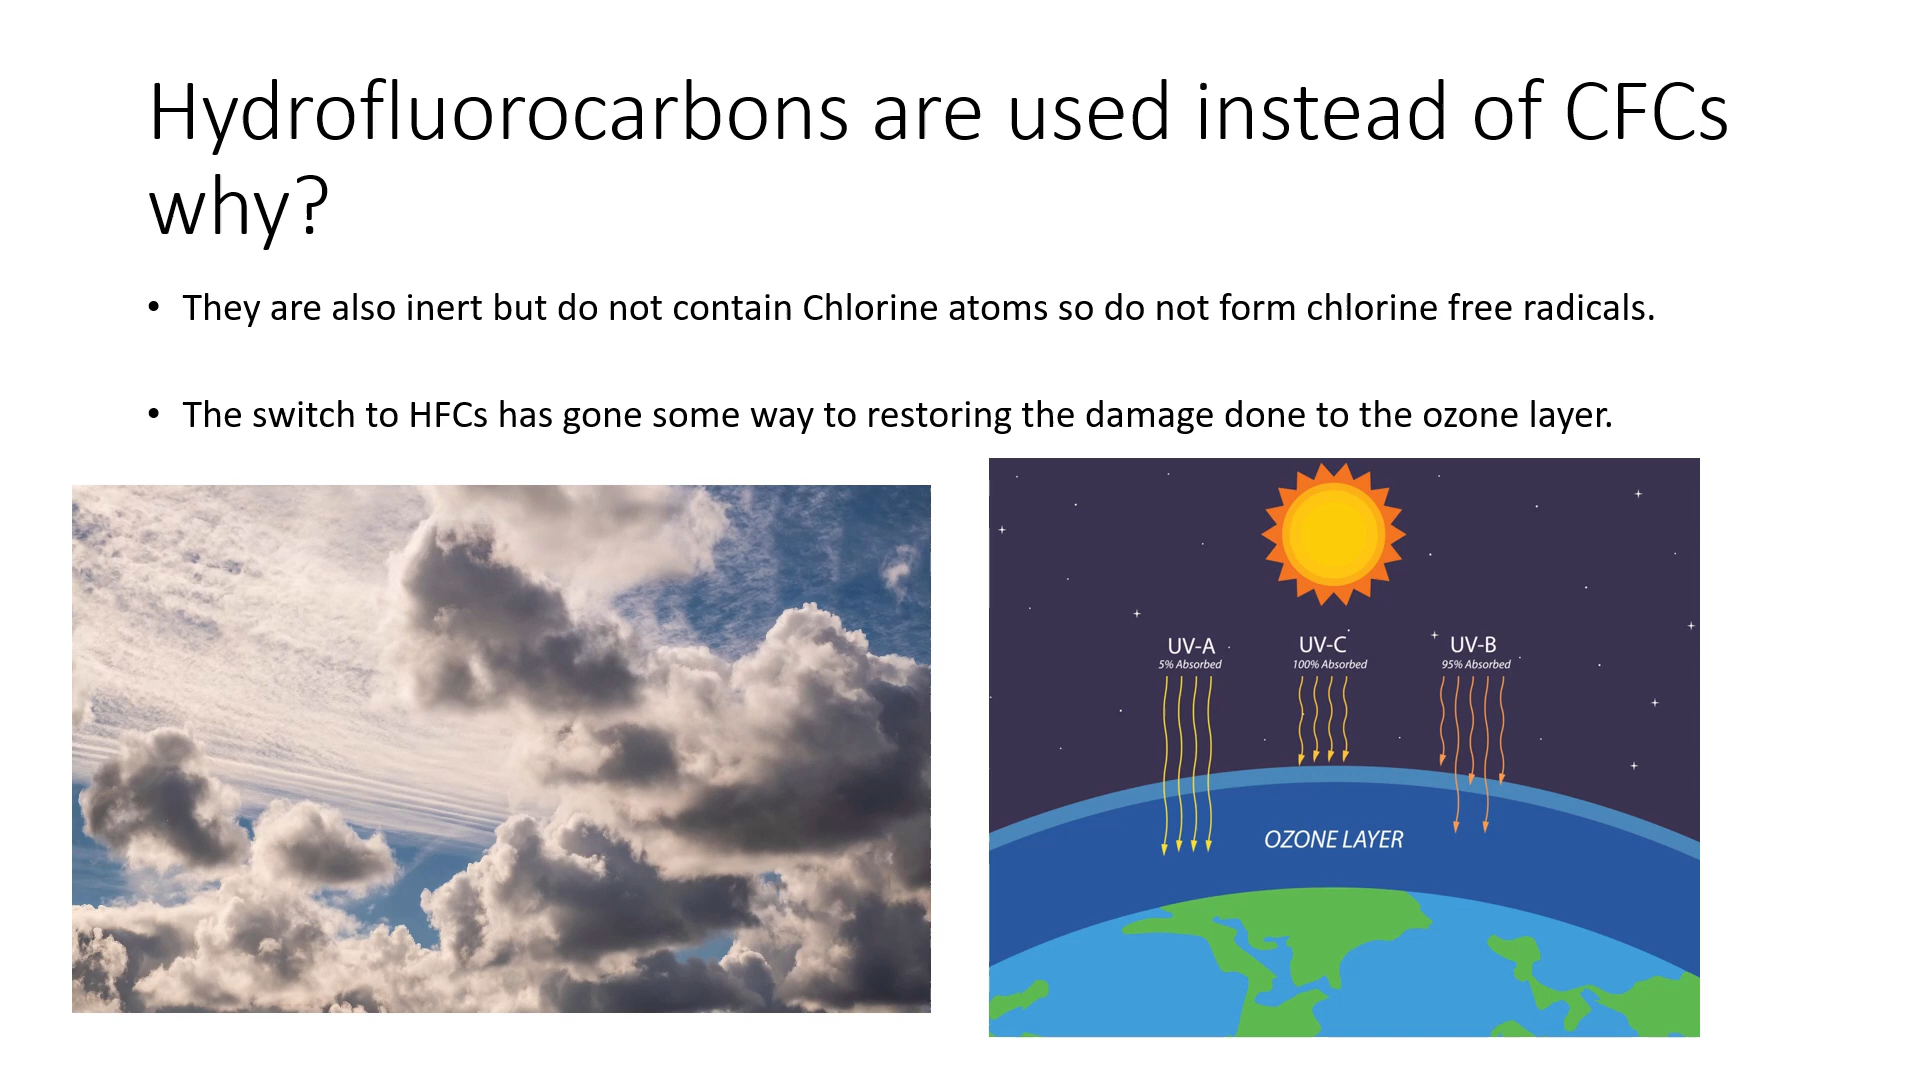 Hydrofluorocarbons are used instead of CFCs
why?
• They are also inert but do not contain Chlorine atoms so do not form chlorine free radicals.
• The switch to HFCs has gone some way to restoring the damage done to the ozone layer.
UV-A
5% Absorbed
UV-C
100% Absorbed
UV-B
95% Absorbed
OZONE LAYER